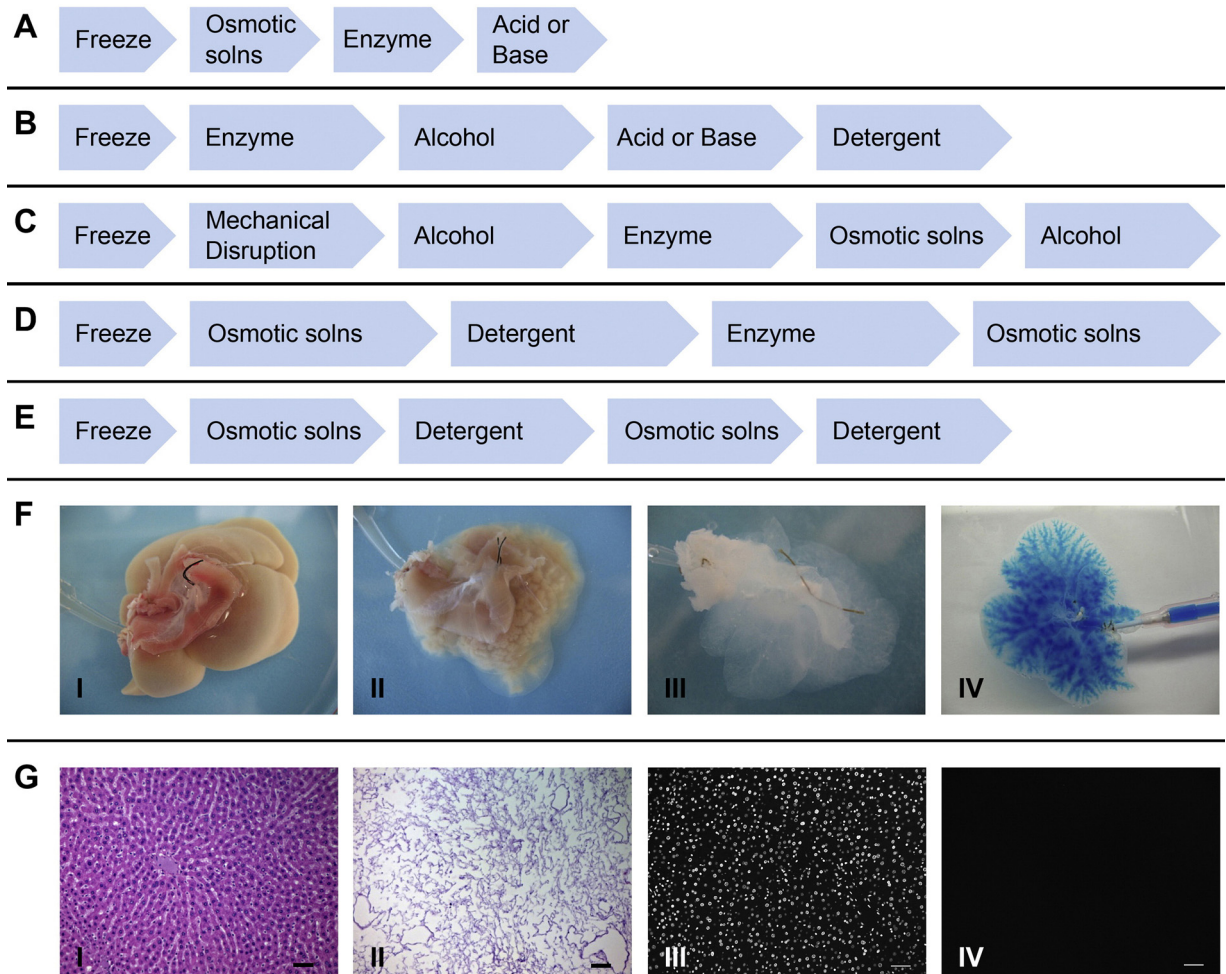 A
Freeze
Osmotic
solns
Enzyme
Acid or
Base
B
Freeze
Enzyme
Alcohol
Acid or Base
Detergent
C
Freeze
Mechanical
Disruption
Alcohol
Enzyme
Osmotic solns
Alcohol
D
Freeze
Osmotic solns
Detergent
Enzyme
Osmotic solns
E
Freeze
Osmotic solns
Detergent
Osmotic solns
Detergent
F
I
II
III
IV
G
I
II
III
IV